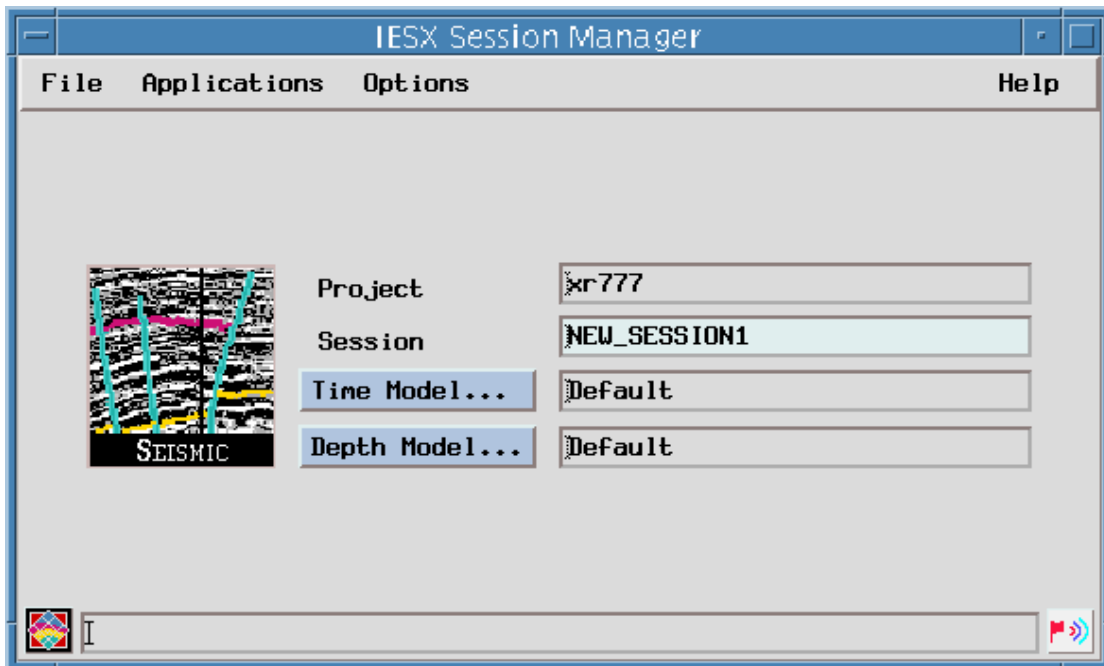 IESX Session Manager
File Applications Options Help
Project xr777
Session NEW_SESSION1
Time Model... Default
Depth Model... Default
SEISMIC